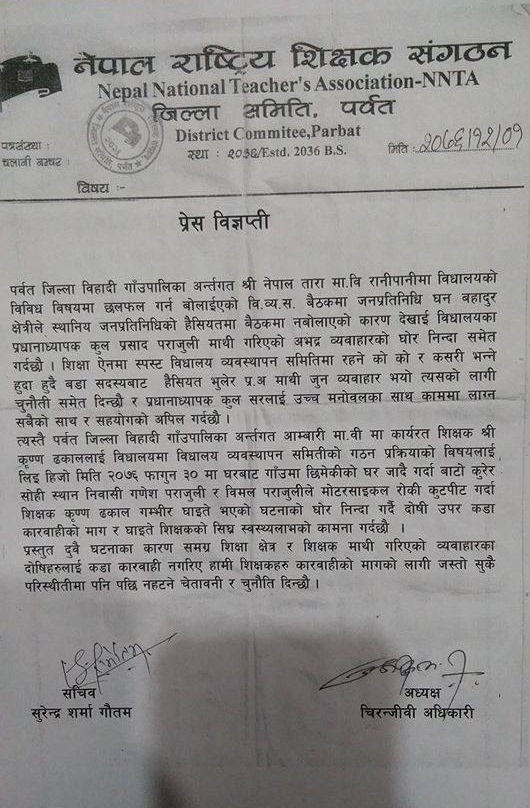 नेपाल राष्ट्रिय शिक्षक संगठन
Nepal National Teacher's Association-NNTA
जिल्ला समिति, पर्वत
District Commitee,Parbat
स्था : २०३६/Estd. 2036 B.S.
पत्रसंख्या :
चलानी नम्बर :
मिति : २०७६/१२/०१
विषय :-
प्रेस विज्ञप्ती
पर्वत जिल्ला विहादी गाँउपालिका अर्न्तगत श्री नेपाल तारा मा.वि रानीपानीमा विधालयको
विविध विषयमा छलफल गर्न बोलाईएको वि.व्य.स. बैठकमा जनप्रतिनिधि घन बहादुर
क्षेत्रीले स्थानिय जनप्रतिनिधिको हैसियतमा बैठकमा नबोलाएको कारण देखाई विधालयका
प्रधानाध्यापक कुल प्रसाद पराजुली माथी गरिएको अभद्र व्यवाहारको घोर निन्दा समेत
गर्दछौ । शिक्षा ऐनमा स्पस्ट विधालय व्यवस्थापन समितिमा रहने को को र कसरी भन्ने
हुदा हुदै बडा सदस्यबाट हैसियत भुलेर प्र.अ माथी जुन व्यवाहार भयो त्यसको लागी
चुनौती समेत दिन्छौ र प्रधानाध्यापक कुल सरलाई उच्च मनोवलका साथ काममा लाग्न
सबैको साथ र सहयोगको अपिल गर्दछौ ।
त्यस्तै पर्वत जिल्ला विहादी गाँउपालिका अर्न्तगत आम्बारी मा.वी मा कार्यरत शिक्षक श्री
कृष्ण ढकाललाई विधालयमा विधालय व्यवस्थापन समितीको गठन प्रक्रियाको विषयलाई
लिइ हिजो मिति २०७६ फागुन ३० मा घरबाट गाँउमा छिमेकीको घर जादै गर्दा बाटो कुरेर
सोही स्थान निवासी गणेश पराजुली र विमल पराजुलीले मोटरसाइकल रोकी कुटपीट गर्दा
शिक्षक कृष्ण ढकाल गम्भीर घाइते भएको घटनाको घोर निन्दा गर्दै दोषी उपर कडा
कारवाहीको माग र घाइते शिक्षकको सिघ्र स्वस्थ्यलाभको कामना गर्दछौ ।
प्रस्तुत दुवै घटनाका कारण समग्र शिक्षा क्षेत्र र शिक्षक माथी गरिएको व्यवाहारका
दोषिहरुलाई कडा कारवाही नगरिए हामी शिक्षकहरु कारवाहीको मागको लागी जस्तो सुकै
परिस्थीतीमा पनि पछि नहटने चेतावनी र चुनौति दिन्छौ ।
सचिव
सुरेन्द्र शर्मा गौतम
अध्यक्ष
चिरन्जीवी अधिकारी